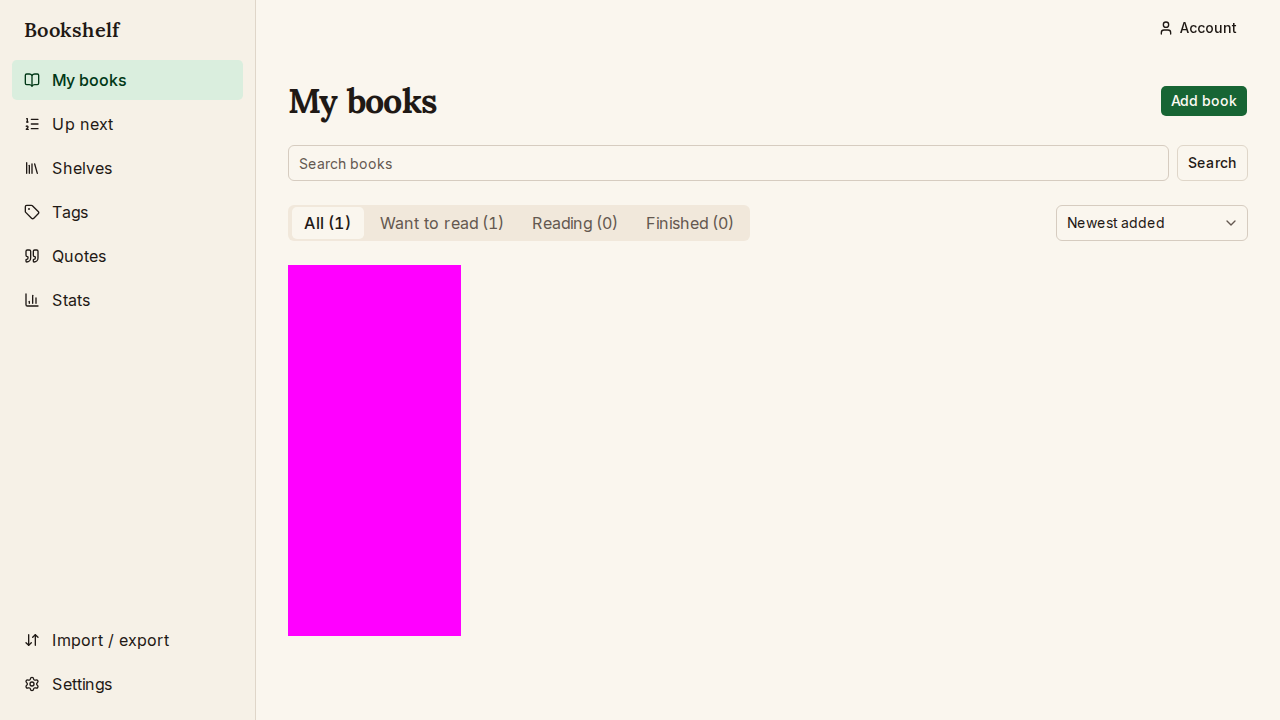 Bookshelf
My books
Up next
Shelves
Tags
Quotes
Stats
Import / export
Settings
Account
My books
Add book
Search books
Search
All (1)
Want to read (1)
Reading (0)
Finished (0)
Newest added